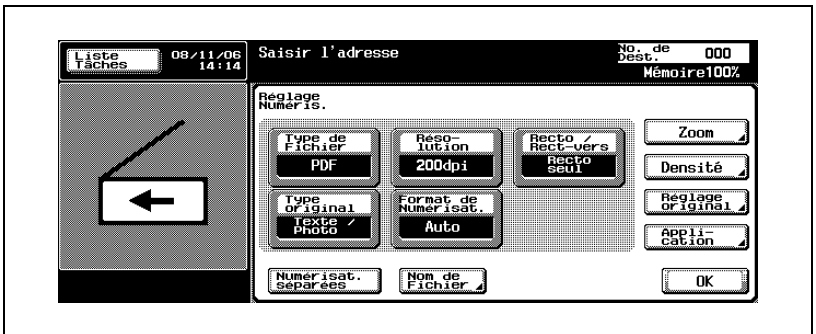 Liste
Tâches
08/11/06
14:14
Saisir l'adresse
No. de
Dest.
000
Mémoire100%
Réglage
Numéris.
Type de
Fichier
PDF
Réso-
lution
200dpi
Recto /
Rect-vers
Recto
seul
Zoom
Densité
Type
original
Texte /
Photo
Format de
Numérisat.
Auto
Réglage
original
Appli-
cation
Numérisat.
séparées
Nom de
Fichier
OK